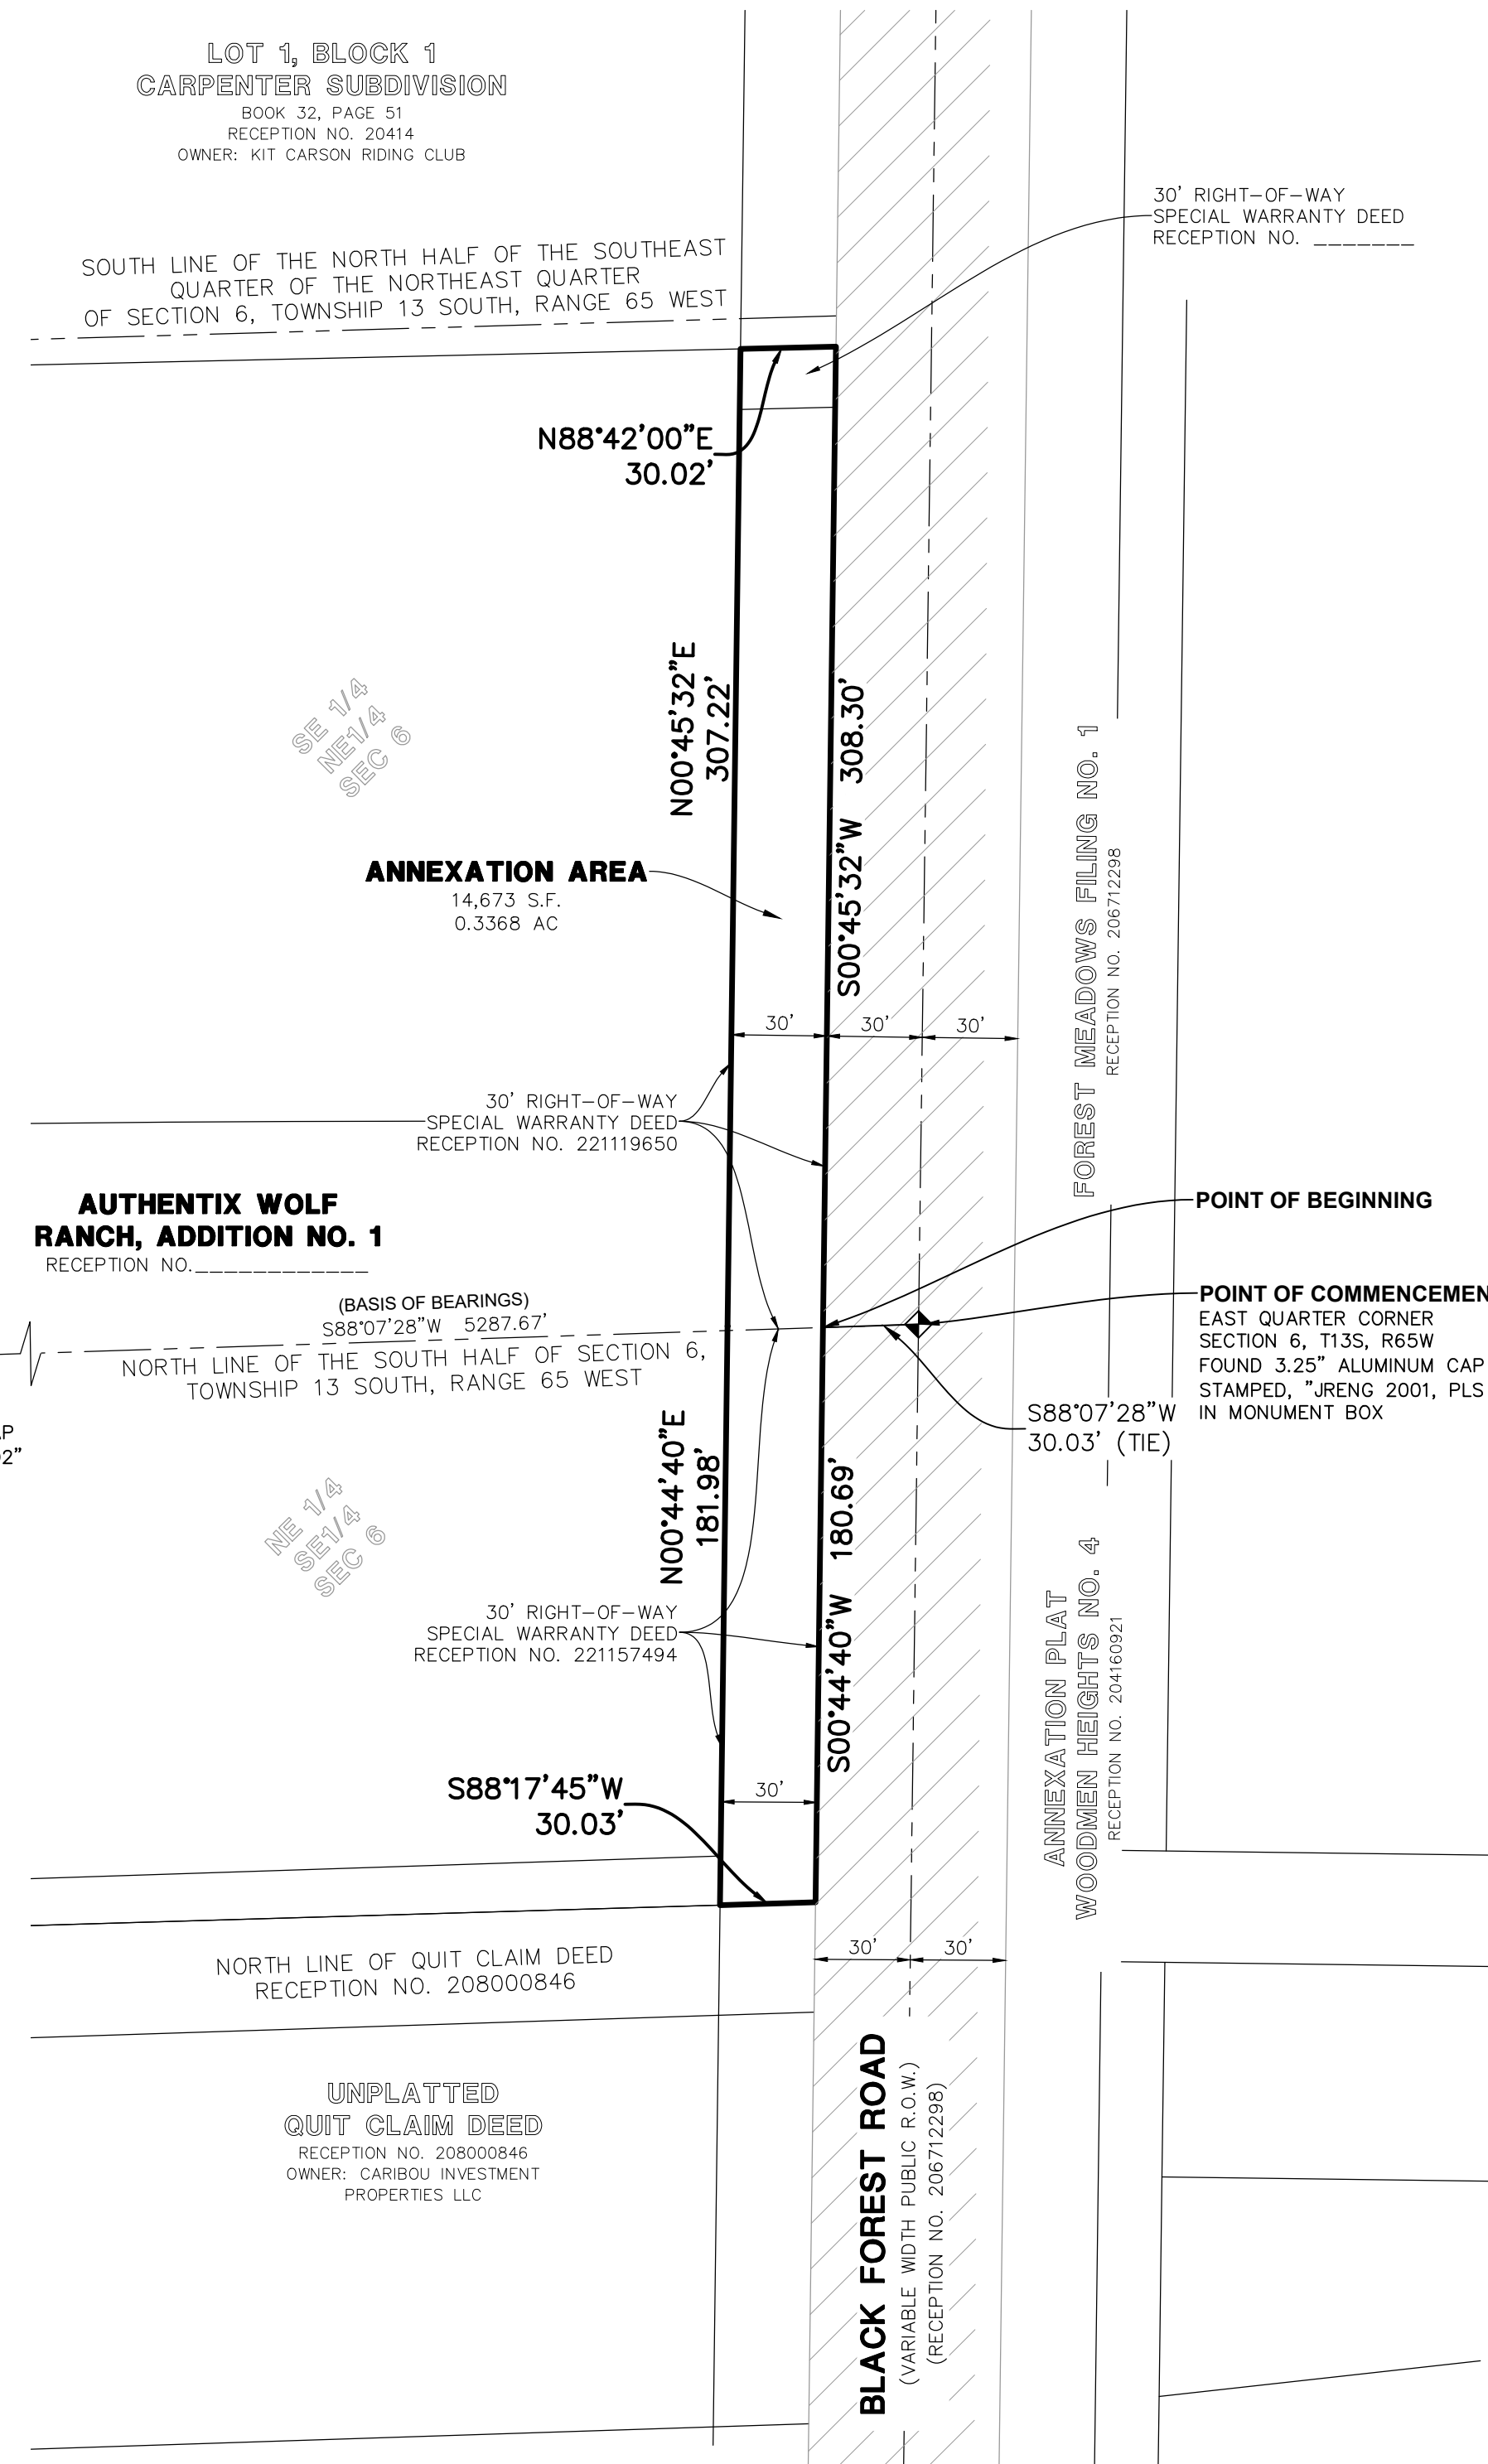 LOT 1, BLOCK 1
CARPENTER SUBDIVISION
BOOK 32, PAGE 51
RECEPTION NO. 20414
OWNER: KIT CARSON RIDING CLUB
30' RIGHT-OF-WAY
SPECIAL WARRANTY DEED
RECEPTION NO. _______
SOUTH LINE OF THE NORTH HALF OF THE SOUTHEAST
QUARTER OF THE NORTHEAST QUARTER
OF SECTION 6, TOWNSHIP 13 SOUTH, RANGE 65 WEST
N88°42'00"E
30.02'
N00°45'32"E
307.22'
S00°45'32"W 308.30'
SE 1/4
NE1/4
SEC 6
FOREST MEADOWS FILING NO. 1
RECEPTION NO. 206712298
ANNEXATION AREA
14,673 S.F.
0.3368 AC
30'
30'
30'
30' RIGHT-OF-WAY
SPECIAL WARRANTY DEED
RECEPTION NO. 221119650
AUTHENTIX WOLF
RANCH, ADDITION NO. 1
RECEPTION NO.____________
POINT OF BEGINNING
(BASIS OF BEARINGS)
S88°07'28"W 5287.67'
NORTH LINE OF THE SOUTH HALF OF SECTION 6,
TOWNSHIP 13 SOUTH, RANGE 65 WEST
POINT OF COMMENCEMEN
EAST QUARTER CORNER
SECTION 6, T13S, R65W
FOUND 3.25" ALUMINUM CAP
STAMPED, "JRENG 2001, PLS
IN MONUMENT BOX
S88°07'28"W
30.03' (TIE)
P
2"
N00°44'40"E
181.98'
S00°44'40"W 180.69'
NE 1/4
SE1/4
SEC 6
ANNEXATION PLAT
WOODMEN HEIGHTS NO. 4
RECEPTION NO. 204160921
30' RIGHT-OF-WAY
SPECIAL WARRANTY DEED
RECEPTION NO. 221157494
S88°17'45"W
30.03'
30'
NORTH LINE OF QUIT CLAIM DEED
RECEPTION NO. 208000846
30'
30'
BLACK FOREST ROAD
(VARIABLE WIDTH PUBLIC R.O.W.)
(RECEPTION NO. 206712298)
UNPLATTED
QUIT CLAIM DEED
RECEPTION NO. 208000846
OWNER: CARIBOU INVESTMENT
PROPERTIES LLC